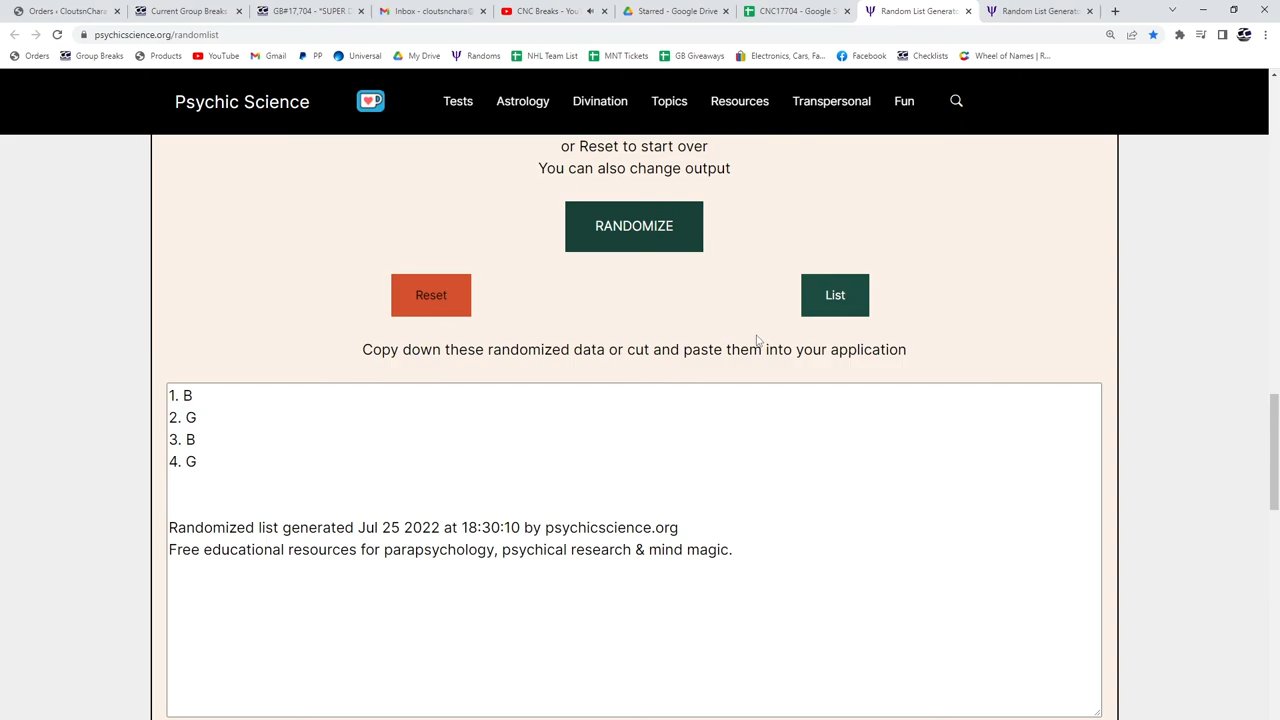 Orders ‹ CloutsnChara
Current Group Breaks
GB#17,704 - *SUPER D
Inbox - cloutsnchara@
CNC Breaks - You
Starred - Google Drive
CNC17704 - Google S
Random List Generato
Random List Generato
psychicscience.org/randomlist
Orders Group Breaks Products YouTube Gmail PP Universal My Drive Randoms NHL Team List MNT Tickets GB Giveaways Electronics, Cars, Fa... Facebook Checklists Wheel of Names | R...
Psychic Science Tests Astrology Divination Topics Resources Transpersonal Fun
or Reset to start over
You can also change output
RANDOMIZE
Reset List
Copy down these randomized data or cut and paste them into your application
1. B
2. G
3. B
4. G
Randomized list generated Jul 25 2022 at 18:30:10 by psychicscience.org
Free educational resources for parapsychology, psychical research & mind magic.